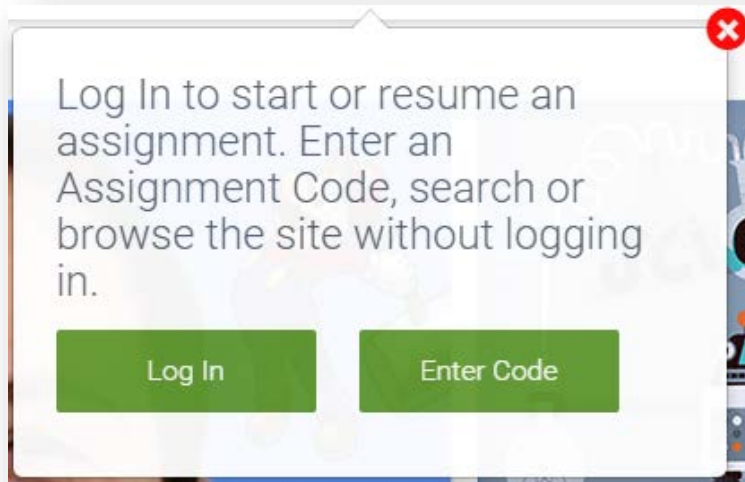 Log In to start or resume an
assignment. Enter an
Assignment Code, search or
browse the site without logging
in.
Log In
Enter Code